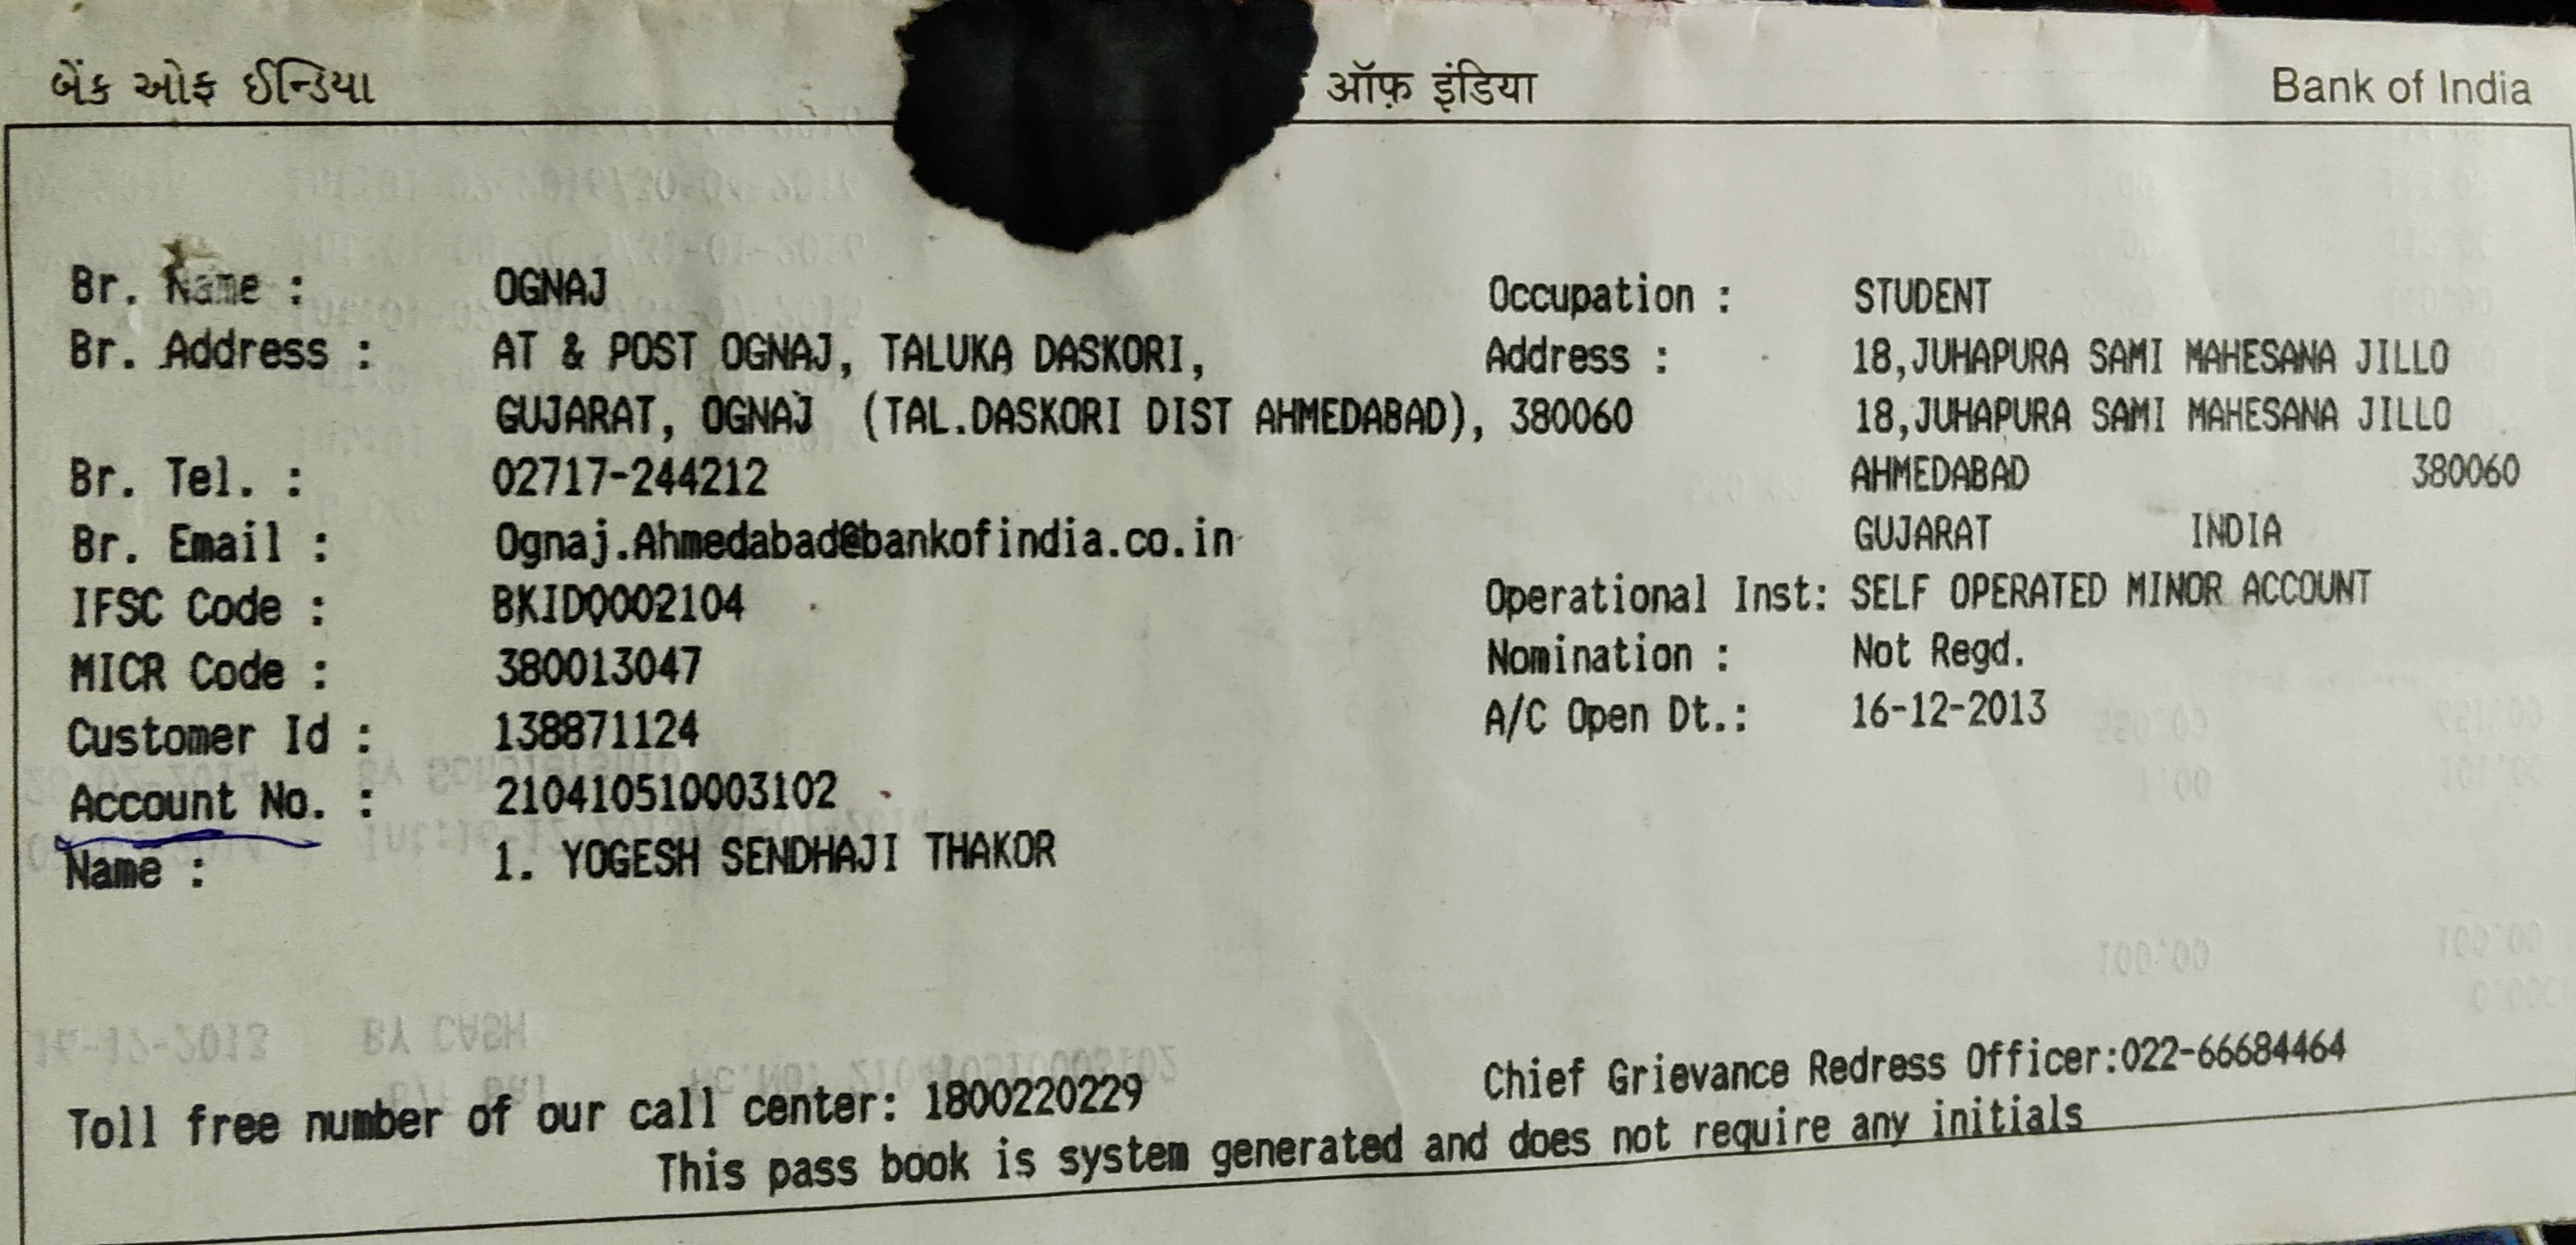 બેંક ઓફ ઈન્ડિયા ऑफ़ इंडिया Bank of India
Br. Name : OGNAJ
Br. Address : AT & POST OGNAJ, TALUKA DASKORI,
GUJARAT, OGNAJ (TAL.DASKORI DIST AHMEDABAD), 380060
Br. Tel. : 02717-244212
Br. Email : Ognaj.Ahmedabad@bankofindia.co.in
IFSC Code : BKID0002104
MICR Code : 380013047
Customer Id : 138871124
Account No. : 210410510003102
Name : 1. YOGESH SENDHAJI THAKOR
Occupation : STUDENT
Address : 18,JUHAPURA SAMI MAHESANA JILLO
18,JUHAPURA SAMI MAHESANA JILLO
AHMEDABAD 380060
GUJARAT INDIA
Operational Inst: SELF OPERATED MINOR ACCOUNT
Nomination : Not Regd.
A/C Open Dt.: 16-12-2013
Toll free number of our call center: 1800220229
Chief Grievance Redress Officer:022-66684464
This pass book is system generated and does not require any initials